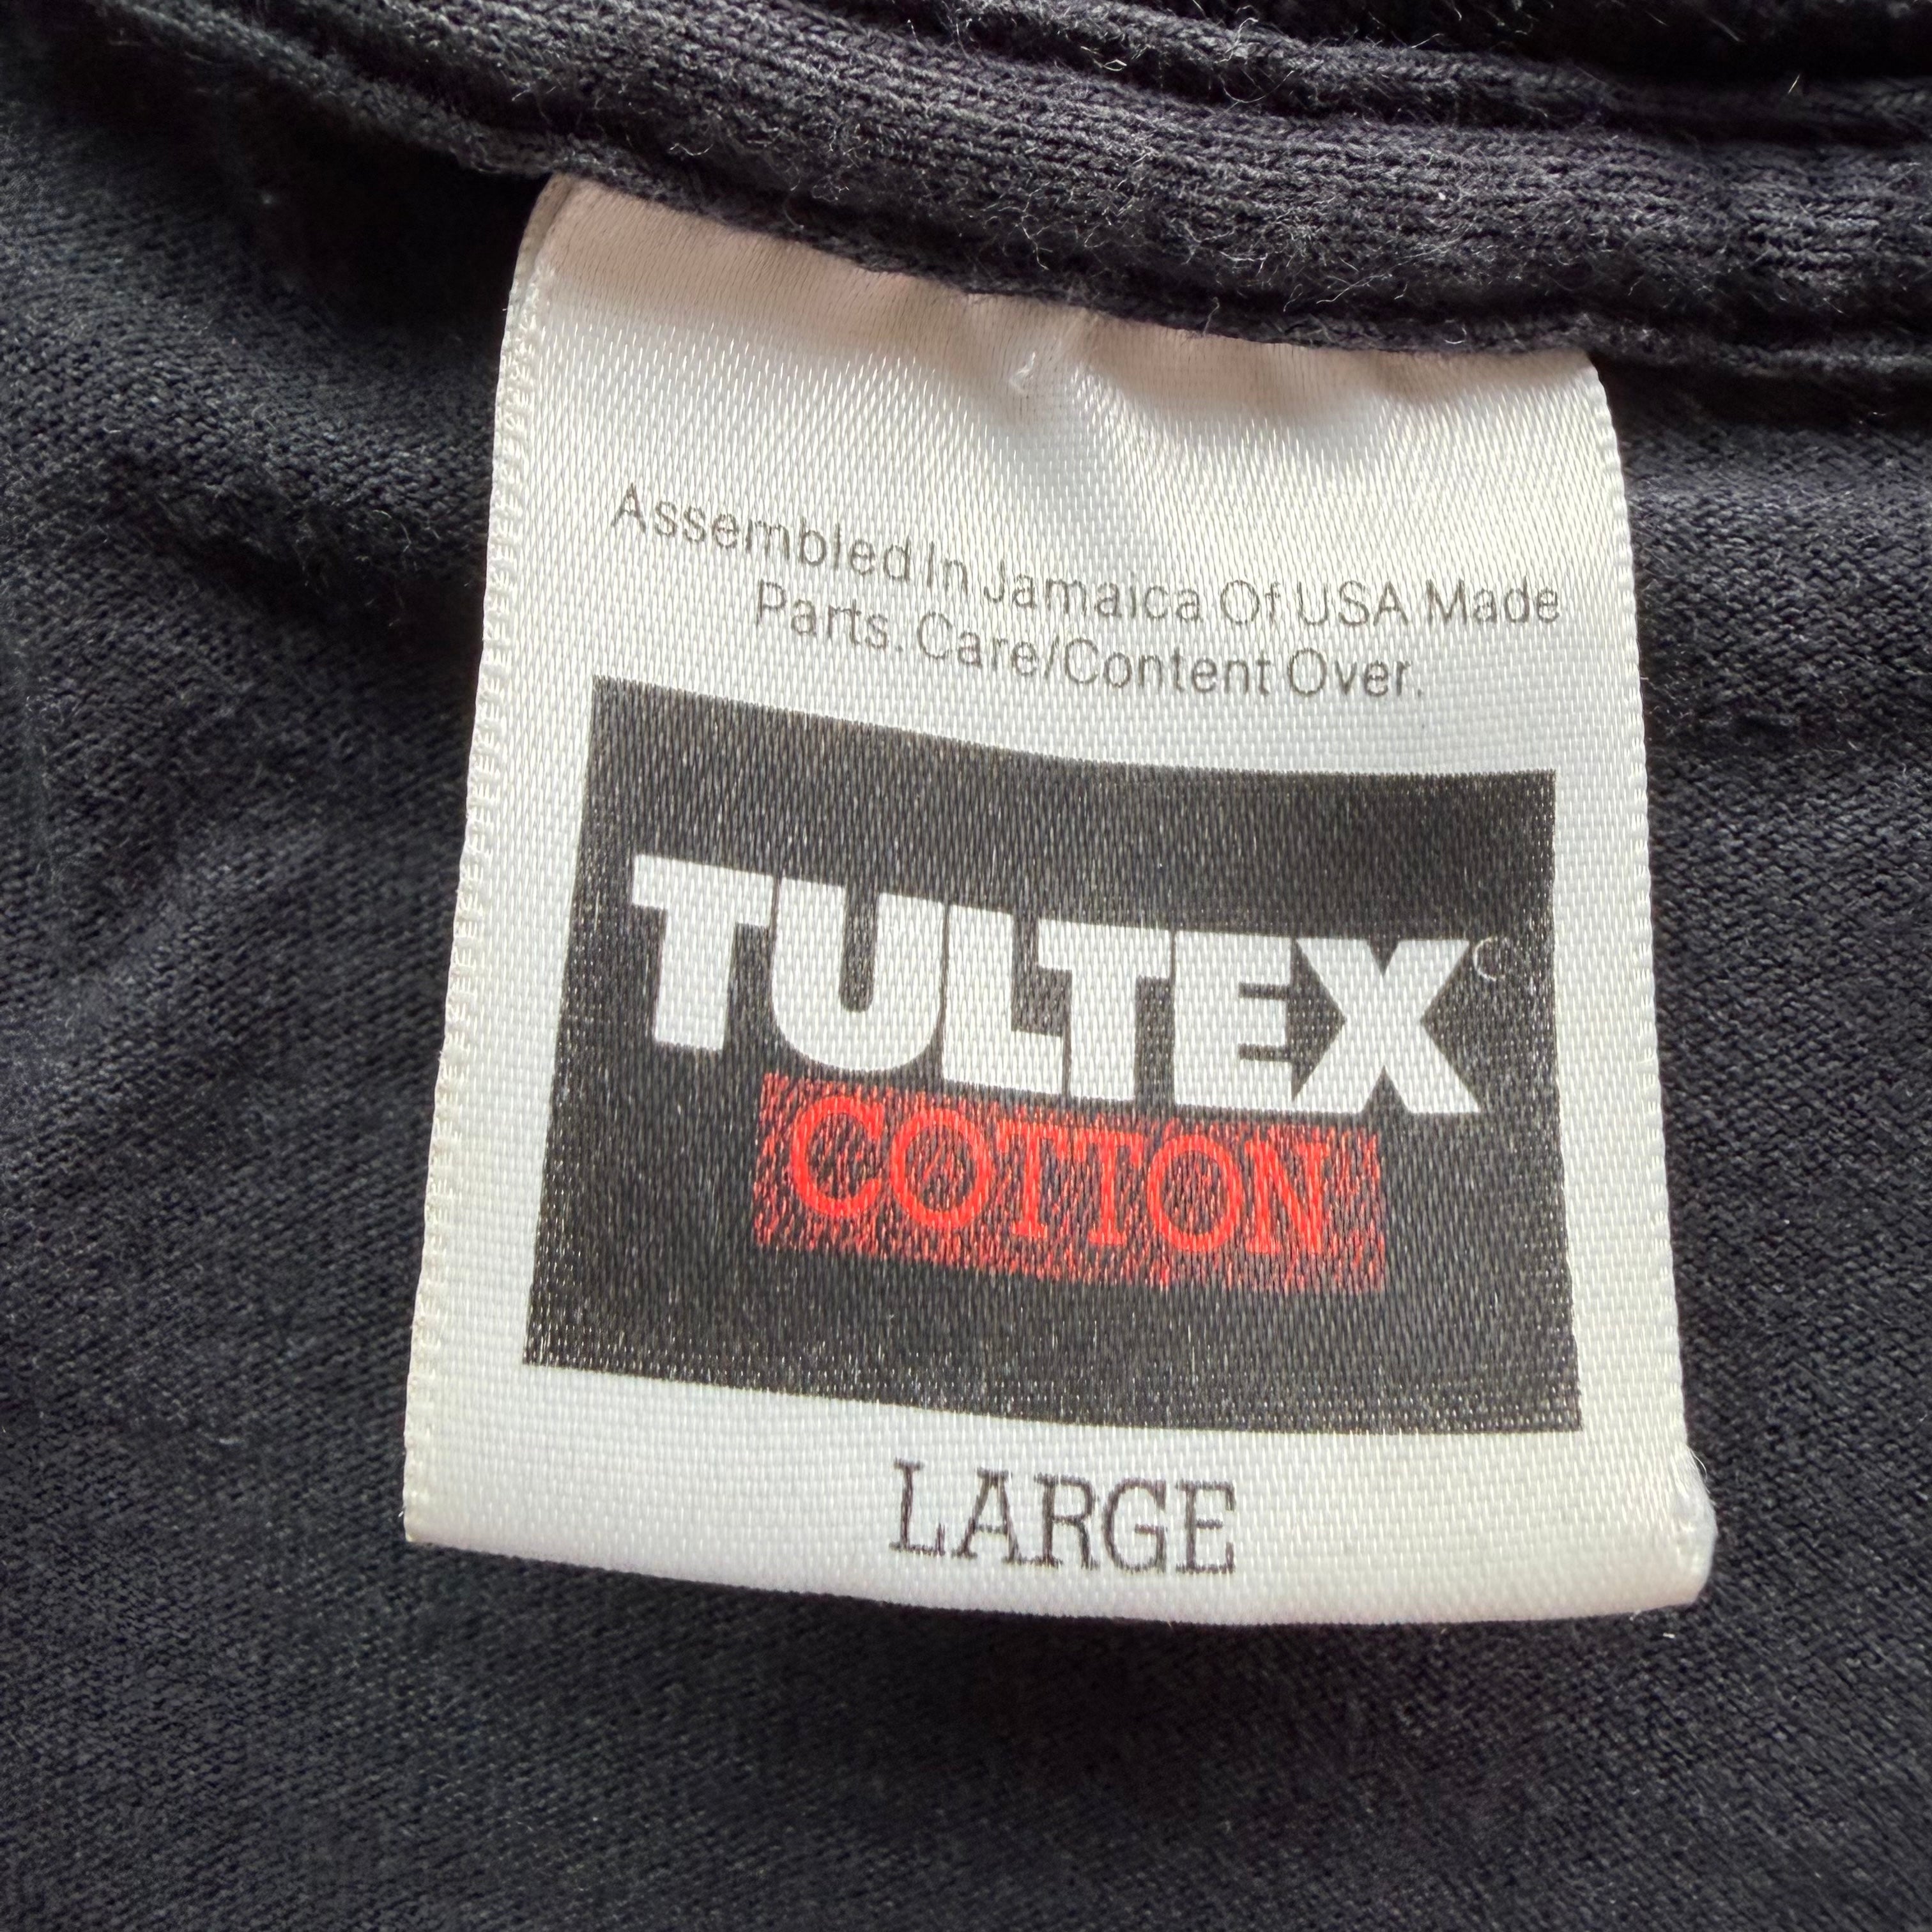 Assembled In Jamaica Of USA Made
Parts. Care/Content Over.
TULTEX
COTTON
LARGE